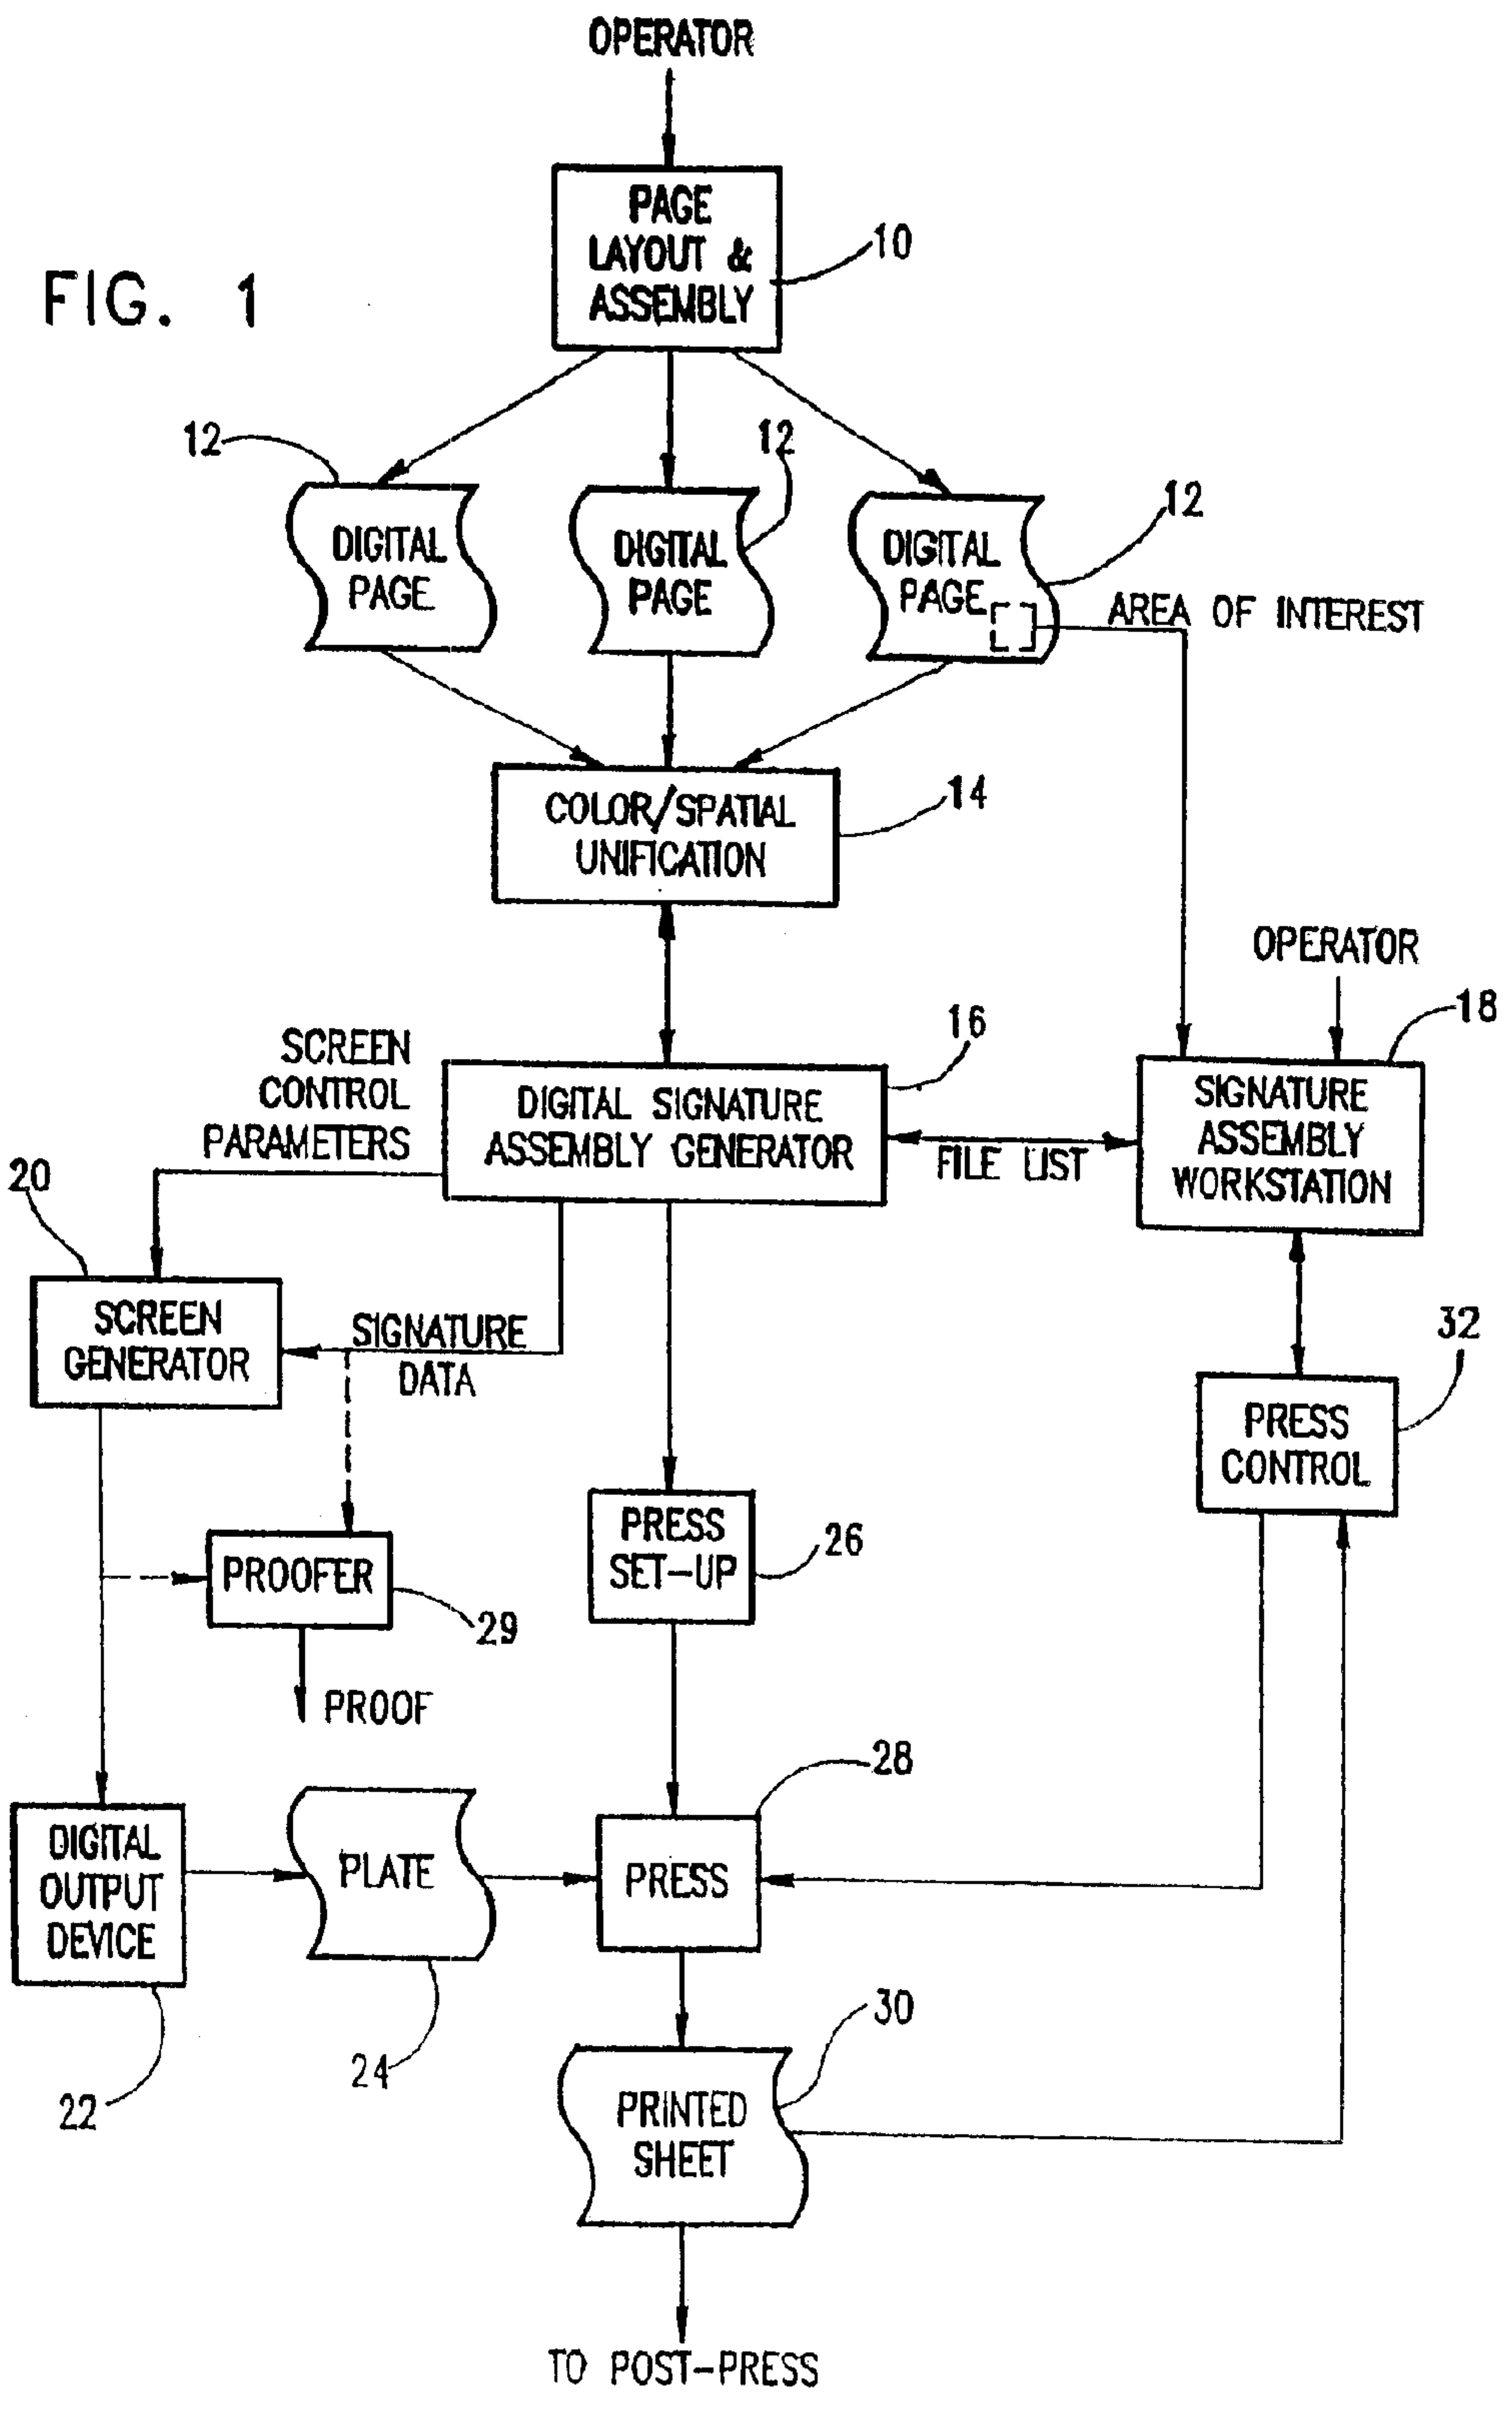 OPERATOR
PAGE
LAYOUT &
ASSEMBLY
10
FIG. 1
12
12
12
DIGITAL
PAGE
DIGITAL
PAGE
DIGITAL
PAGE
AREA OF INTEREST
COLOR/SPATIAL
UNIFICATION
14
OPERATOR
18
16
SCREEN
CONTROL
PARAMETERS
DIGITAL SIGNATURE
ASSEMBLY GENERATOR
FILE LIST
SIGNATURE
ASSEMBLY
WORKSTATION
20
SCREEN
GENERATOR
SIGNATURE
DATA
32
PRESS
CONTROL
PRESS
SET-UP
26
PROOFER
29
PROOF
28
DIGITAL
OUTPUT
DEVICE
PLATE
PRESS
22
24
30
PRINTED
SHEET
TO POST-PRESS